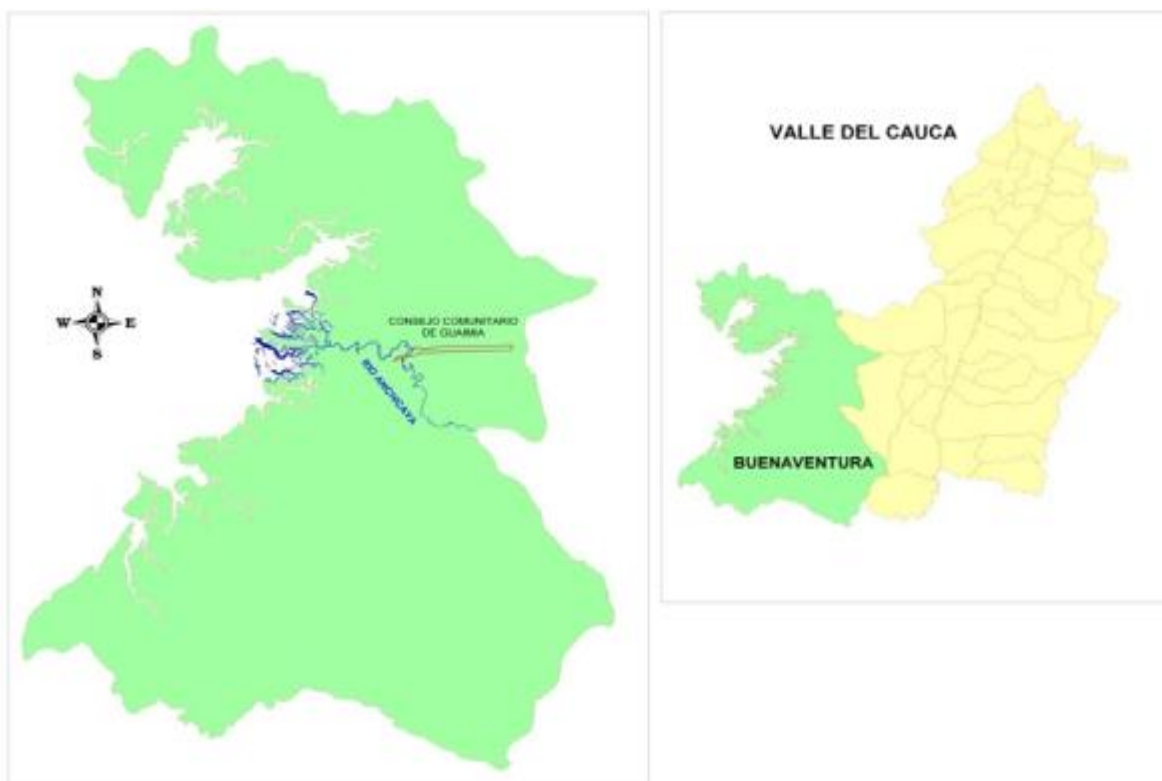 N
W E
S
CONSEJO COMUNITARIO
DE GUAIMIA
RIO ANCHICAYA
VALLE DEL CAUCA
BUENAVENTURA